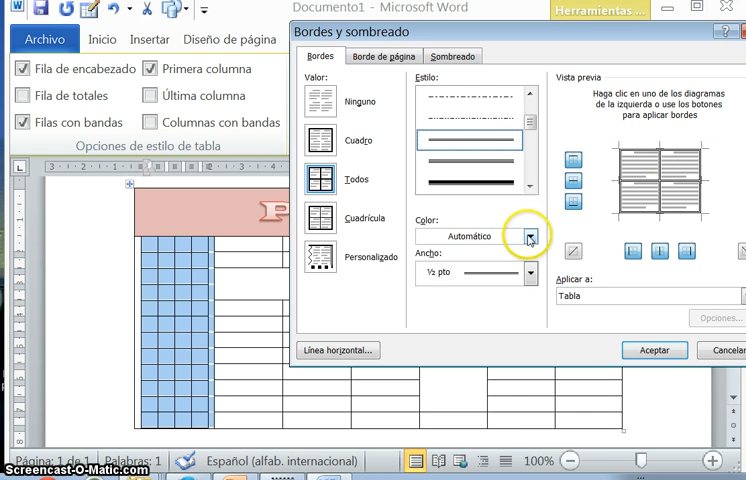 Documento1 - Microsoft Word
Herramientas ...
Archivo
Inicio
Insertar
Diseño de página
Fila de encabezado
Primera columna
Fila de totales
Última columna
Filas con bandas
Columnas con bandas
Opciones de estilo de tabla
Bordes y sombreado
Bordes
Borde de página
Sombreado
Valor:
Ninguno
Cuadro
Todos
Cuadrícula
Personalizado
Estilo:
Color:
Automático
Ancho:
½ pto
Vista previa
Haga clic en uno de los diagramas
de la izquierda o use los botones
para aplicar bordes
Aplicar a:
Tabla
Opciones...
Línea horizontal...
Aceptar
Cancelar
3 · 2 · 1 ·
Página: 1 de 1
Palabras: 1
Español (alfab. internacional)
100%
Screencast-O-Matic.com